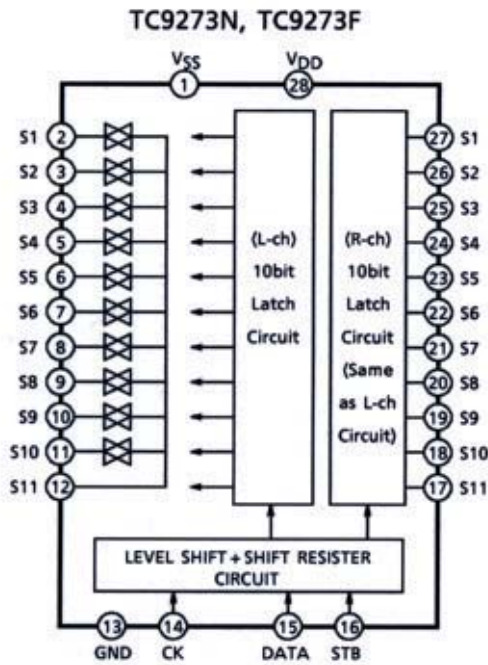 TC9273N, TC9273F
VSS VDD
1 28
S1 2 27 S1
S2 3 26 S2
S3 4 25 S3
S4 5 24 S4
S5 6 23 S5
S6 7 22 S6
S7 8 21 S7
S8 9 20 S8
S9 10 19 S9
S10 11 18 S10
S11 12 17 S11
(L-ch)
10bit
Latch
Circuit
(R-ch)
10bit
Latch
Circuit
(Same
as L-ch
Circuit)
LEVEL SHIFT + SHIFT RESISTER
CIRCUIT
13 14 15 16
GND CK DATA STB